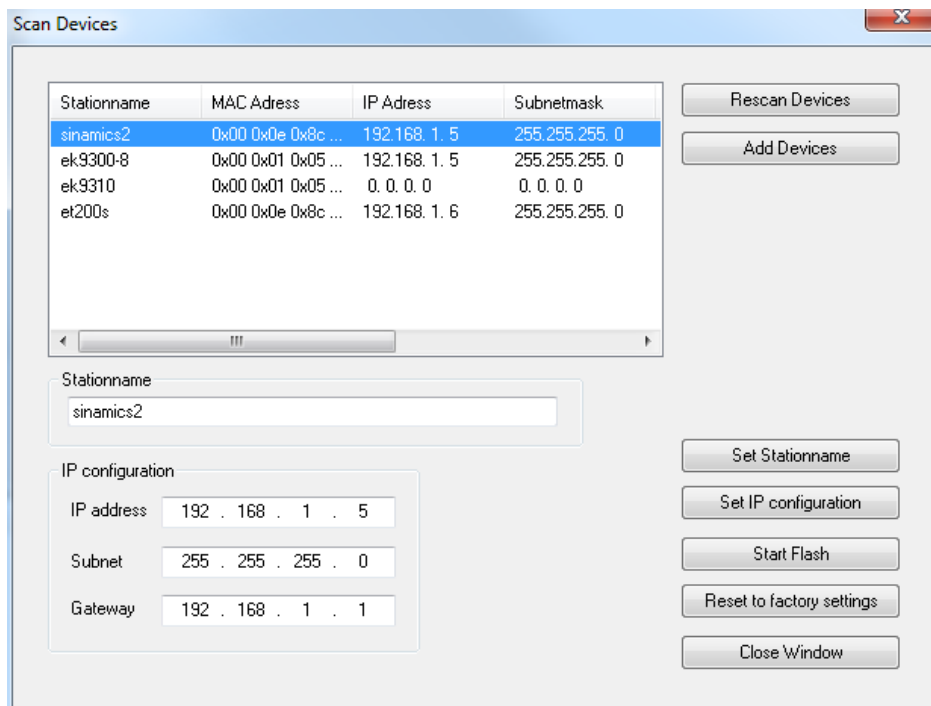 Scan Devices
x
Stationname MAC Adress IP Adress Subnetmask
sinamics2 0x00 0x0e 0x8c ... 192.168. 1. 5 255.255.255. 0
ek9300-8 0x00 0x01 0x05 ... 192.168. 1. 5 255.255.255. 0
ek9310 0x00 0x01 0x05 ... 0. 0. 0. 0 0. 0. 0. 0
et200s 0x00 0x0e 0x8c ... 192.168. 1. 6 255.255.255. 0
Rescan Devices
Add Devices
Stationname
sinamics2
IP configuration
IP address 192 . 168 . 1 . 5
Subnet 255 . 255 . 255 . 0
Gateway 192 . 168 . 1 . 1
Set Stationname
Set IP configuration
Start Flash
Reset to factory settings
Close Window